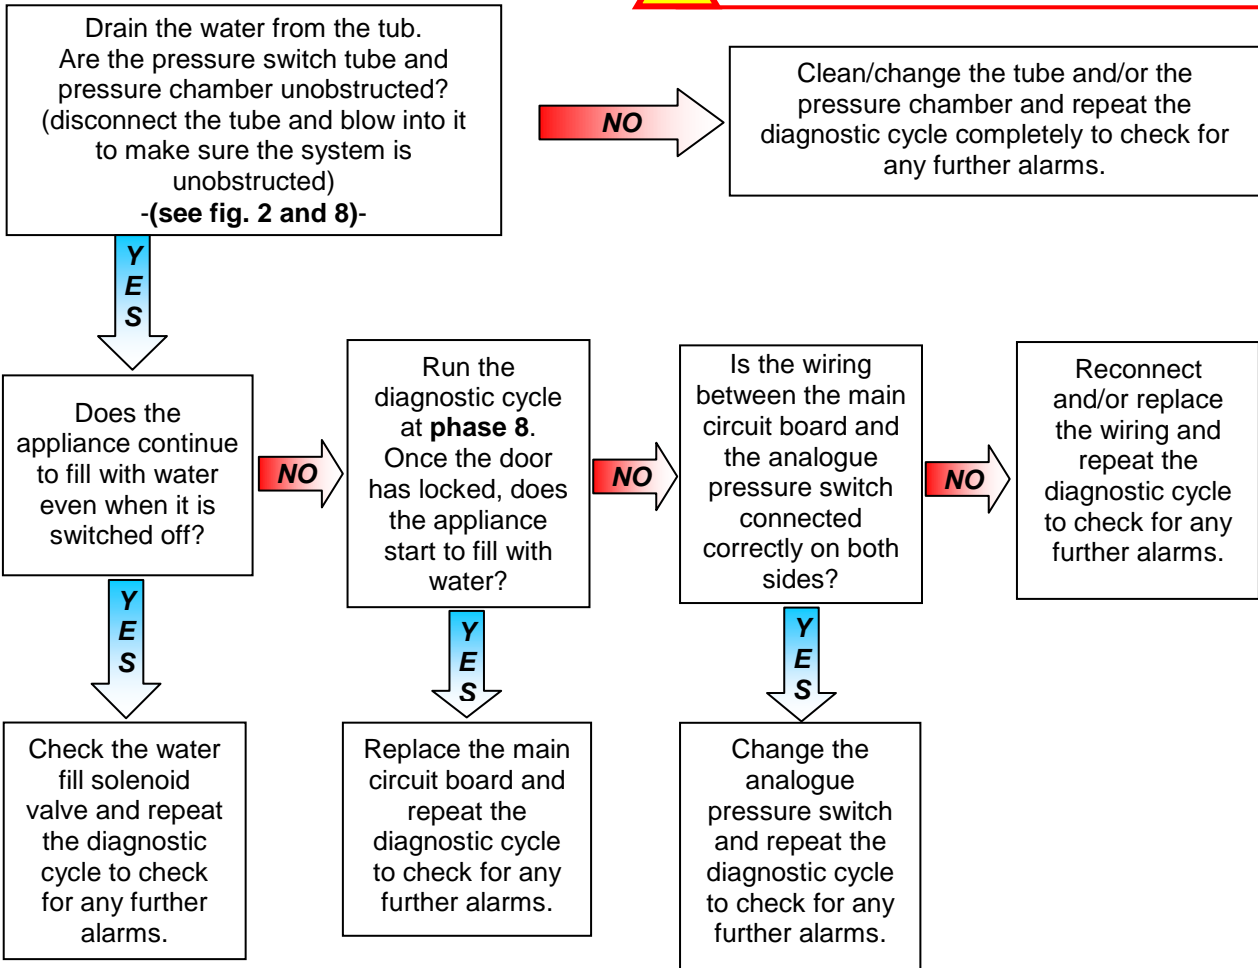 Drain the water from the tub.
Are the pressure switch tube and
pressure chamber unobstructed?
(disconnect the tube and blow into it
to make sure the system is
unobstructed)
-(see fig. 2 and 8)-
NO
Clean/change the tube and/or the
pressure chamber and repeat the
diagnostic cycle completely to check for
any further alarms.
YES
Does the
appliance continue
to fill with water
even when it is
switched off?
NO
Run the
diagnostic cycle
at phase 8.
Once the door
has locked, does
the appliance
start to fill with
water?
NO
Is the wiring
between the main
circuit board and
the analogue
pressure switch
connected
correctly on both
sides?
NO
Reconnect
and/or replace
the wiring and
repeat the
diagnostic cycle
to check for any
further alarms.
YES
YES
YES
Check the water
fill solenoid
valve and repeat
the diagnostic
cycle to check
for any further
alarms.
Replace the main
circuit board and
repeat the
diagnostic cycle
to check for any
further alarms.
Change the
analogue
pressure switch
and repeat the
diagnostic cycle
to check for any
further alarms.